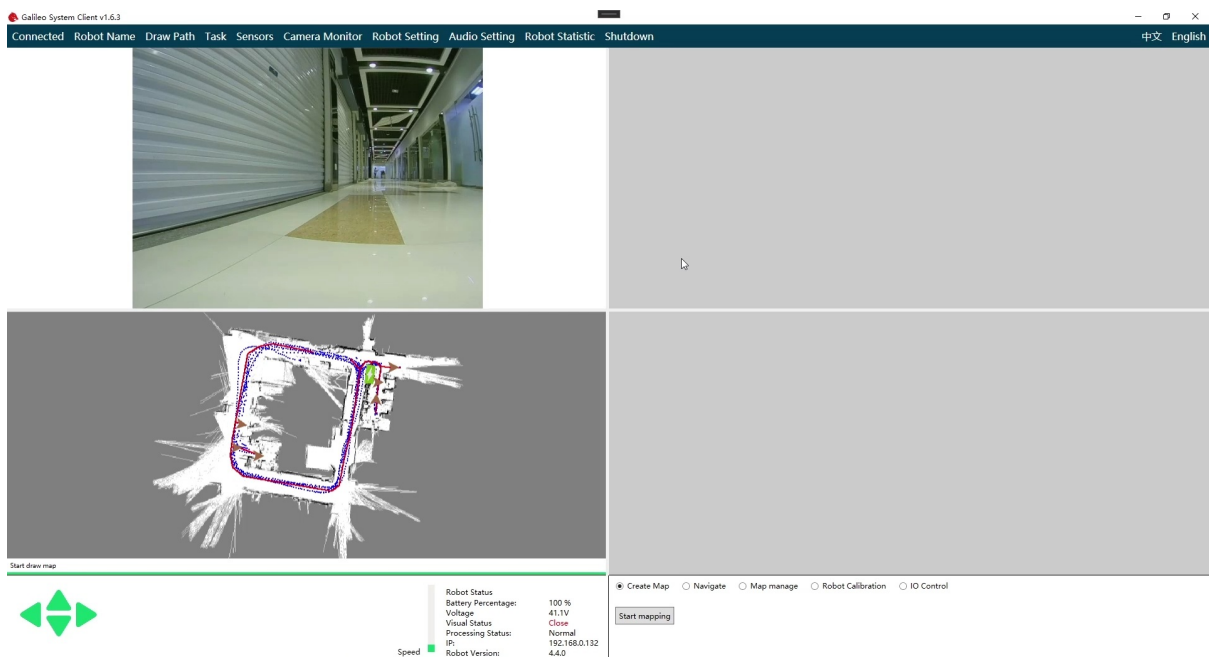 Galileo System Client v1.6.3
Connected Robot Name Draw Path Task Sensors Camera Monitor Robot Setting Audio Setting Robot Statistic Shutdown 中文 English
Start draw map
Robot Status
Battery Percentage: 100 %
Voltage 41.1V
Visual Status Close
Processing Status: Normal
IP: 192.168.0.132
Speed Robot Version: 4.4.0
Create Map Navigate Map manage Robot Calibration IO Control
Start mapping